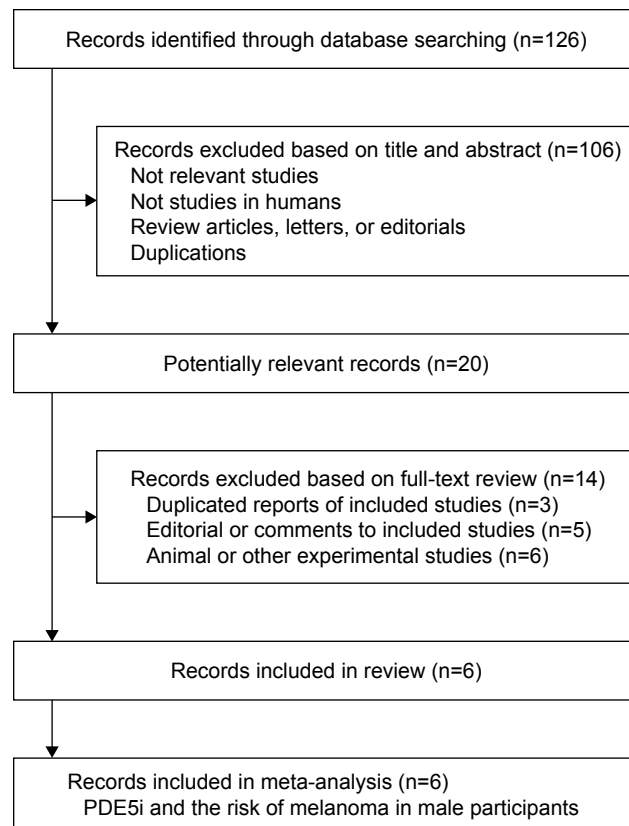 Records identified through database searching (n=126)
Records excluded based on title and abstract (n=106)
Not relevant studies
Not studies in humans
Review articles, letters, or editorials
Duplications
Potentially relevant records (n=20)
Records excluded based on full-text review (n=14)
Duplicated reports of included studies (n=3)
Editorial or comments to included studies (n=5)
Animal or other experimental studies (n=6)
Records included in review (n=6)
Records included in meta-analysis (n=6)
PDE5i and the risk of melanoma in male participants